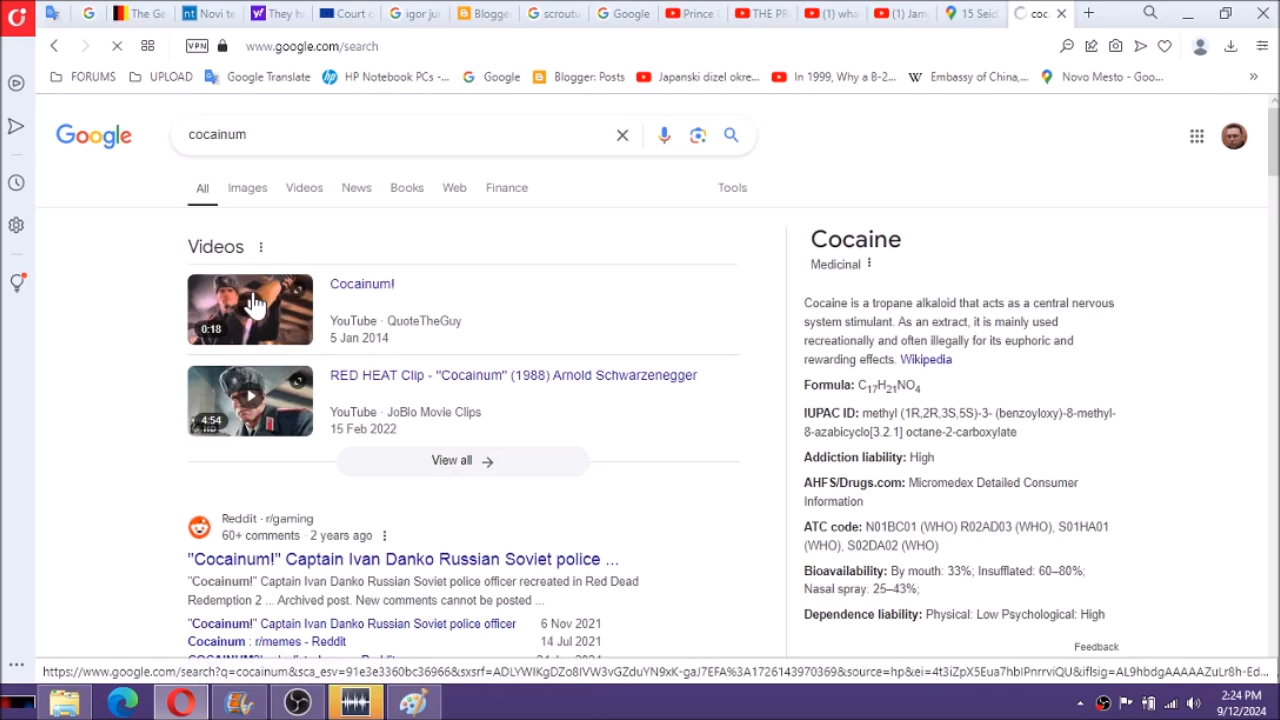 The Ge
G
Novi te
They h
Court c
igor jur
Blogge
scroutu
Google
Prince
THE PR
(1) wha
(1) Jam
15 Seid
coc
VPN
www.google.com/search
FORUMS
UPLOAD
Google Translate
HP Notebook PC -...
Google
Blogger: Posts
Japanski dizel okre...
In 1999, Why a B-2...
Embassy of China,...
Novo Mesto - Goo...
Google
cocainum
All
Images
Videos
News
Books
Web
Finance
Tools
Videos
Cocainum!
0:18
YouTube · QuoteTheGuy
5 Jan 2014
RED HEAT Clip - "Cocainum" (1988) Arnold Schwarzenegger
4:54
YouTube · JoBlo Movie Clips
15 Feb 2022
View all
Reddit · r/gaming
60+ comments · 2 years ago
"Cocainum!" Captain Ivan Danko Russian Soviet police ...
"Cocainum!" Captain Ivan Danko Russian Soviet police officer recreated in Red Dead
Redemption 2 ... Archived post. New comments cannot be posted ...
"Cocainum!" Captain Ivan Danko Russian Soviet police officer 6 Nov 2021
Cocainum : r/memes - Reddit 14 Jul 2021
Cocaine
Medicinal
Cocaine is a tropane alkaloid that acts as a central nervous
system stimulant. As an extract, it is mainly used
recreationally and often illegally for its euphoric and
rewarding effects. Wikipedia
Formula: C17H21NO4
IUPAC ID: methyl (1R,2R,3S,5S)-3- (benzoyloxy)-8-methyl-
8-azabicyclo[3.2.1] octane-2-carboxylate
Addiction liability: High
AHFS/Drugs.com: Micromedex Detailed Consumer
Information
ATC code: N01BC01 (WHO) R02AD03 (WHO), S01HA01
(WHO), S02DA02 (WHO)
Bioavailability: By mouth: 33%; Insufflated: 60–80%;
Nasal spray: 25–43%;
Dependence liability: Physical: Low Psychological: High
Feedback
2:24 PM
9/12/2024